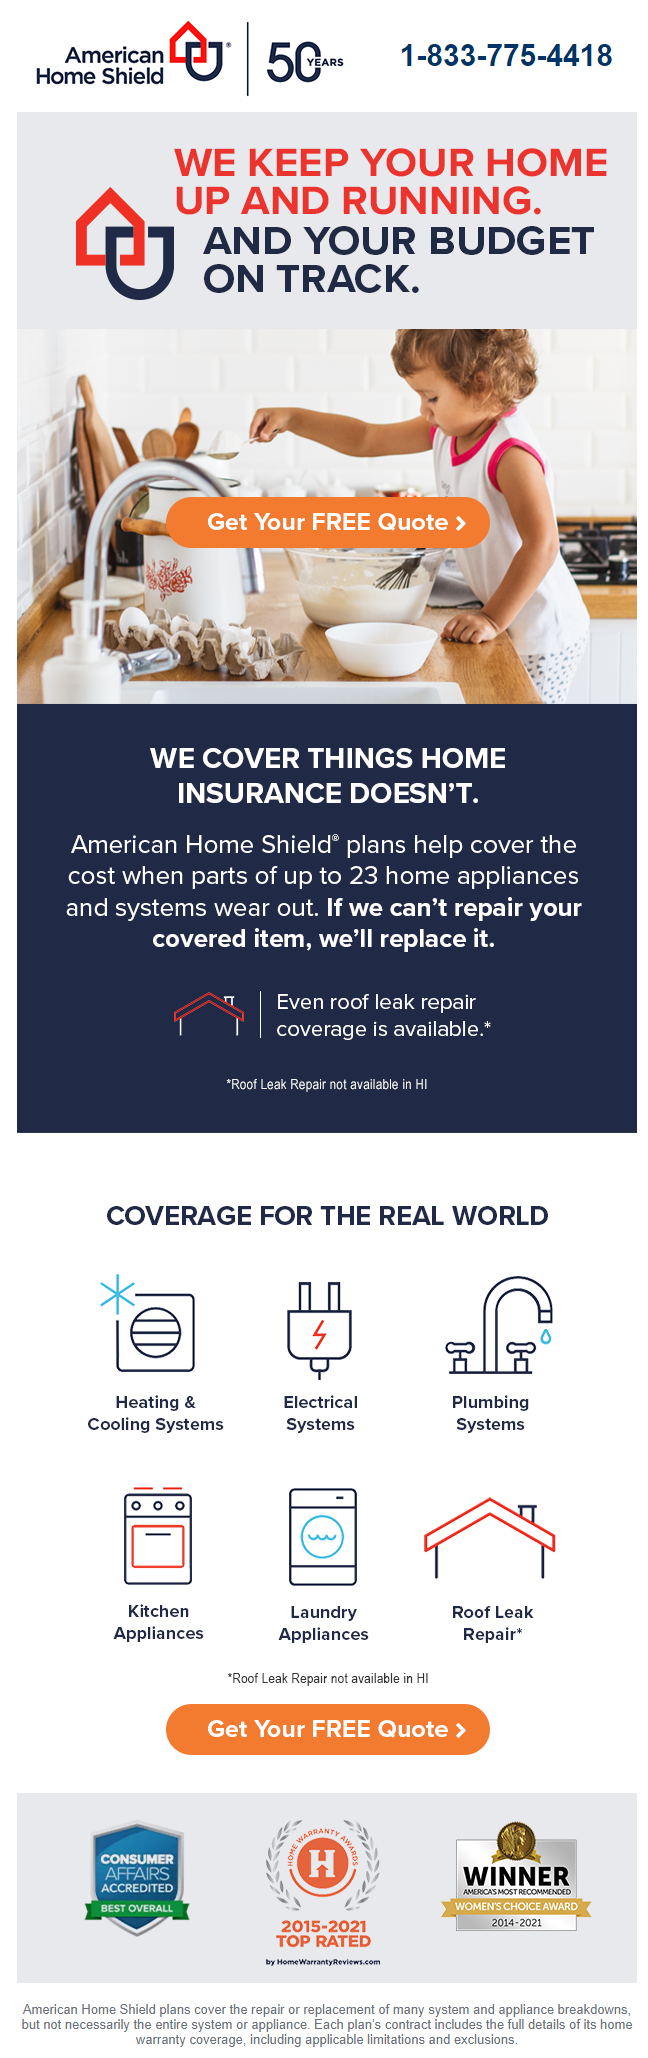 American
Home Shield®
50 YEARS
1-833-775-4418
WE KEEP YOUR HOME
UP AND RUNNING.
AND YOUR BUDGET
ON TRACK.
Get Your FREE Quote ›
WE COVER THINGS HOME
INSURANCE DOESN'T.
American Home Shield® plans help cover the
cost when parts of up to 23 home appliances
and systems wear out. If we can't repair your
covered item, we'll replace it.
Even roof leak repair
coverage is available.*
*Roof Leak Repair not available in HI
COVERAGE FOR THE REAL WORLD
Heating &
Cooling Systems
Electrical
Systems
Plumbing
Systems
Kitchen
Appliances
Laundry
Appliances
Roof Leak
Repair*
*Roof Leak Repair not available in HI
Get Your FREE Quote ›
CONSUMER
AFFAIRS
ACCREDITED
BEST OVERALL
HOME WARRANTY AWARDS
H
2015-2021
TOP RATED
by HomeWarrantyReviews.com
WINNER
AMERICA'S MOST RECOMMENDED
WOMEN'S CHOICE AWARD
2014-2021
American Home Shield plans cover the repair or replacement of many system and appliance breakdowns,
but not necessarily the entire system or appliance. Each plan's contract includes the full details of its home
warranty coverage, including applicable limitations and exclusions.